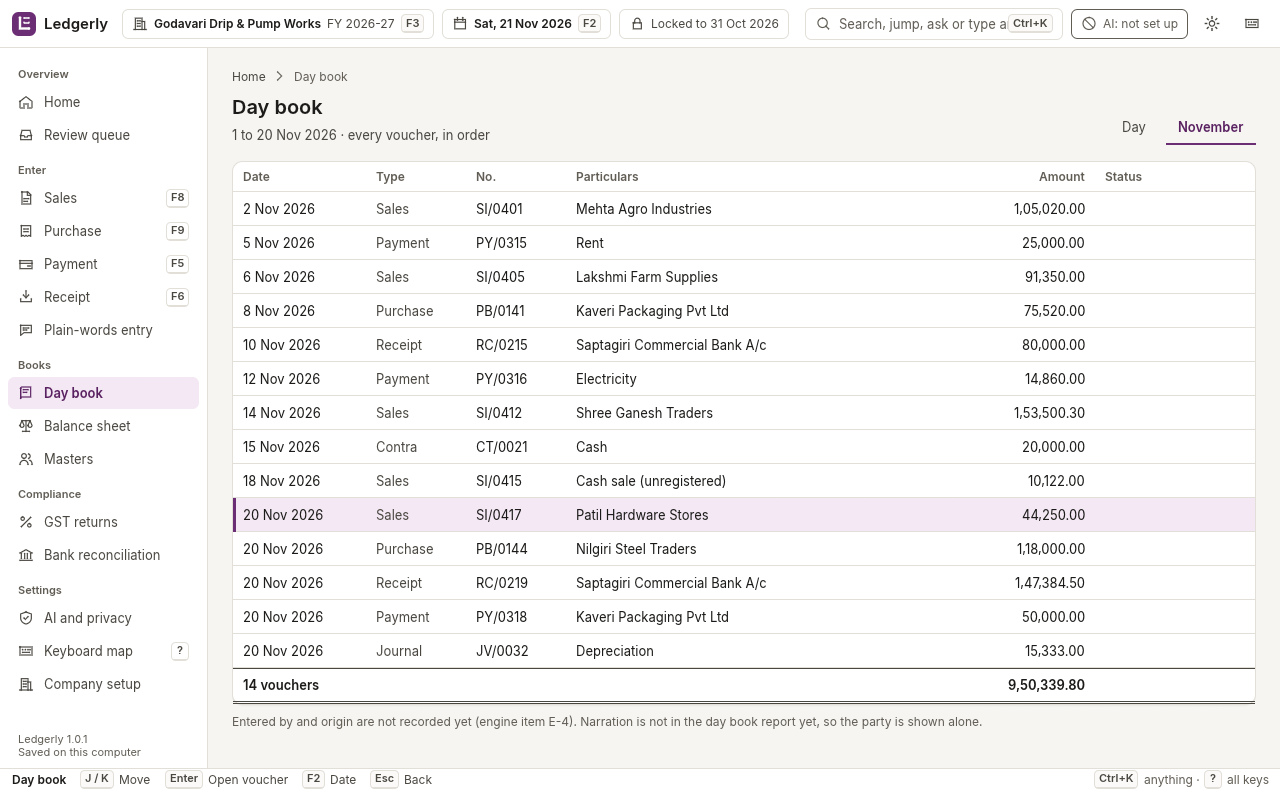 Ledgerly
Godavari Drip & Pump Works FY 2026-27 F3
Sat, 21 Nov 2026 F2
Locked to 31 Oct 2026
Search, jump, ask or type a Ctrl+K
AI: not set up
Overview
Home
Review queue
Enter
Sales F8
Purchase F9
Payment F5
Receipt F6
Plain-words entry
Books
Day book
Balance sheet
Masters
Compliance
GST returns
Bank reconciliation
Settings
AI and privacy
Keyboard map ?
Company setup
Ledgerly 1.0.1
Saved on this computer
Home Day book
Day book
1 to 20 Nov 2026 · every voucher, in order
Day November
Date Type No. Particulars Amount Status
2 Nov 2026 Sales SI/0401 Mehta Agro Industries 1,05,020.00
5 Nov 2026 Payment PY/0315 Rent 25,000.00
6 Nov 2026 Sales SI/0405 Lakshmi Farm Supplies 91,350.00
8 Nov 2026 Purchase PB/0141 Kaveri Packaging Pvt Ltd 75,520.00
10 Nov 2026 Receipt RC/0215 Saptagiri Commercial Bank A/c 80,000.00
12 Nov 2026 Payment PY/0316 Electricity 14,860.00
14 Nov 2026 Sales SI/0412 Shree Ganesh Traders 1,53,500.30
15 Nov 2026 Contra CT/0021 Cash 20,000.00
18 Nov 2026 Sales SI/0415 Cash sale (unregistered) 10,122.00
20 Nov 2026 Sales SI/0417 Patil Hardware Stores 44,250.00
20 Nov 2026 Purchase PB/0144 Nilgiri Steel Traders 1,18,000.00
20 Nov 2026 Receipt RC/0219 Saptagiri Commercial Bank A/c 1,47,384.50
20 Nov 2026 Payment PY/0318 Kaveri Packaging Pvt Ltd 50,000.00
20 Nov 2026 Journal JV/0032 Depreciation 15,333.00
14 vouchers 9,50,339.80
Entered by and origin are not recorded yet (engine item E-4). Narration is not in the day book report yet, so the party is shown alone.
Day book J / K Move Enter Open voucher F2 Date Esc Back
Ctrl+K anything · ? all keys